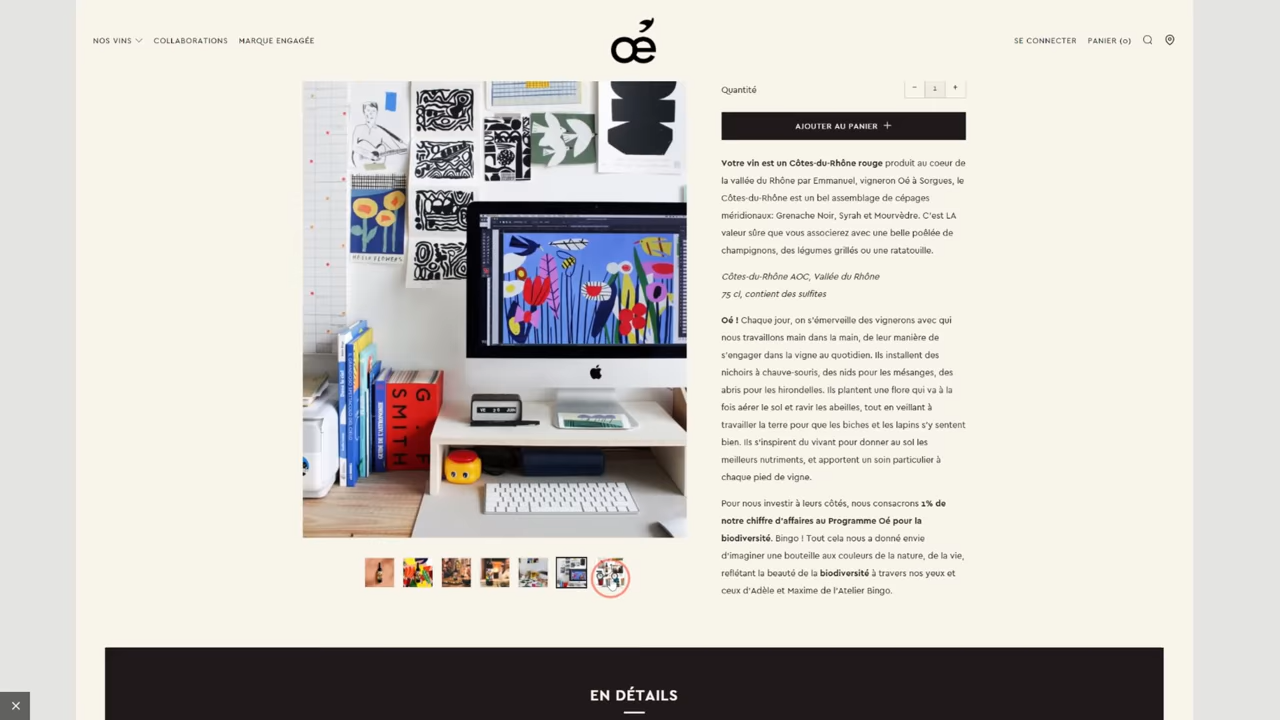 NOS VINS
COLLABORATIONS
MARQUE ENGAGÉE
oé
SE CONNECTER
PANIER (0)
Quantité
− 1 +
AJOUTER AU PANIER +
Votre vin est un Côtes-du-Rhône rouge produit au coeur de
la vallée du Rhône par Emmanuel, vigneron Oé à Sorgues, le
Côtes-du-Rhône est un bel assemblage de cépages
méridionaux: Grenache Noir, Syrah et Mourvèdre. C'est LA
valeur sûre que vous associerez avec une belle poêlée de
champignons, des légumes grillés ou une ratatouille.
Côtes-du-Rhône AOC, Vallée du Rhône
75 cl, contient des sulfites
Oé ! Chaque jour, on s'émerveille des vignerons avec qui
nous travaillons main dans la main, de leur manière de
s'engager dans la vigne au quotidien. Ils installent des
nichoirs à chauve-souris, des nids pour les mésanges, des
abris pour les hirondelles. Ils plantent une flore qui va à la
fois aérer le sol et ravir les abeilles, tout en veillant à
travailler la terre pour que les biches et les lapins s'y sentent
bien. Ils s'inspirent du vivant pour donner au sol les
meilleurs nutriments, et apportent un soin particulier à
chaque pied de vigne.
Pour nous investir à leurs côtés, nous consacrons 1% de
notre chiffre d'affaires au Programme Oé pour la
biodiversité. Bingo ! Tout cela nous a donné envie
d'imaginer une bouteille aux couleurs de la nature, de la vie,
reflétant la beauté de la biodiversité à travers nos yeux et
ceux d'Adèle et Maxime de l'Atelier Bingo.
SMITH
EN DÉTAILS